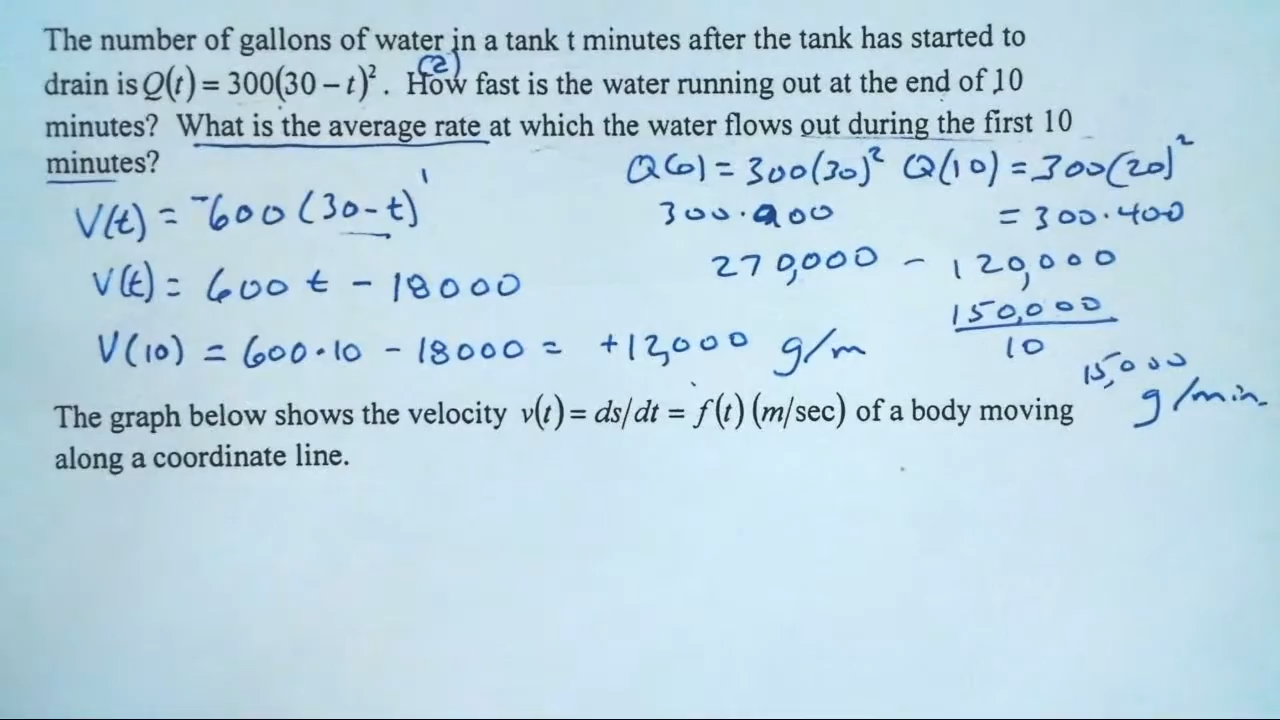 The number of gallons of water in a tank t minutes after the tank has started to
(2)
drain is Q(t) = 300(30 – t)². How fast is the water running out at the end of 10
minutes? What is the average rate at which the water flows out during the first 10
minutes?
Q(0) = 300(30)² Q(10) = 300(20)²
V(t) = -600(30-t)¹
300·900 = 300·400
270,000 - 120,000
V(t) = 600t - 18000
150,000
10
V(10) = 600·10 - 18000 = +12,000 g/m
15,000
g/min.
The graph below shows the velocity v(t) = ds/dt = f(t) (m/sec) of a body moving
along a coordinate line.